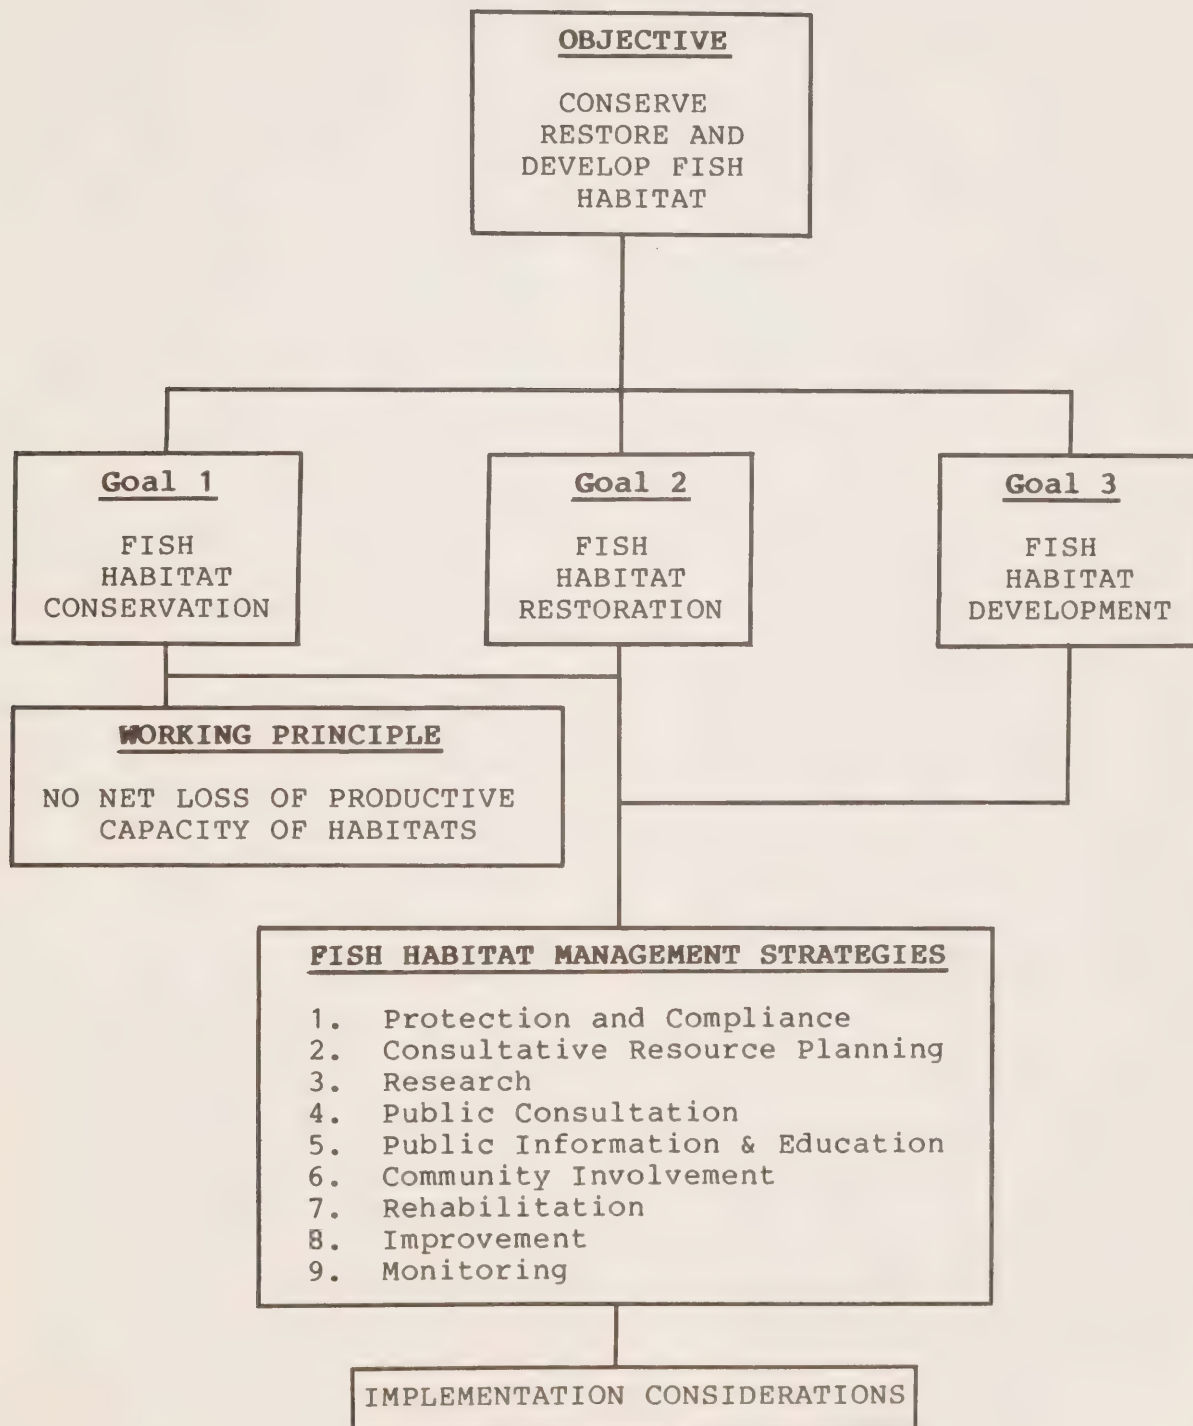 OBJECTIVE
CONSERVE
RESTORE AND
DEVELOP FISH
HABITAT
Goal 1
FISH
HABITAT
CONSERVATION
Goal 2
FISH
HABITAT
RESTORATION
Goal 3
FISH
HABITAT
DEVELOPMENT
WORKING PRINCIPLE
NO NET LOSS OF PRODUCTIVE
CAPACITY OF HABITATS
FISH HABITAT MANAGEMENT STRATEGIES
1. Protection and Compliance
2. Consultative Resource Planning
3. Research
4. Public Consultation
5. Public Information & Education
6. Community Involvement
7. Rehabilitation
8. Improvement
9. Monitoring
IMPLEMENTATION CONSIDERATIONS